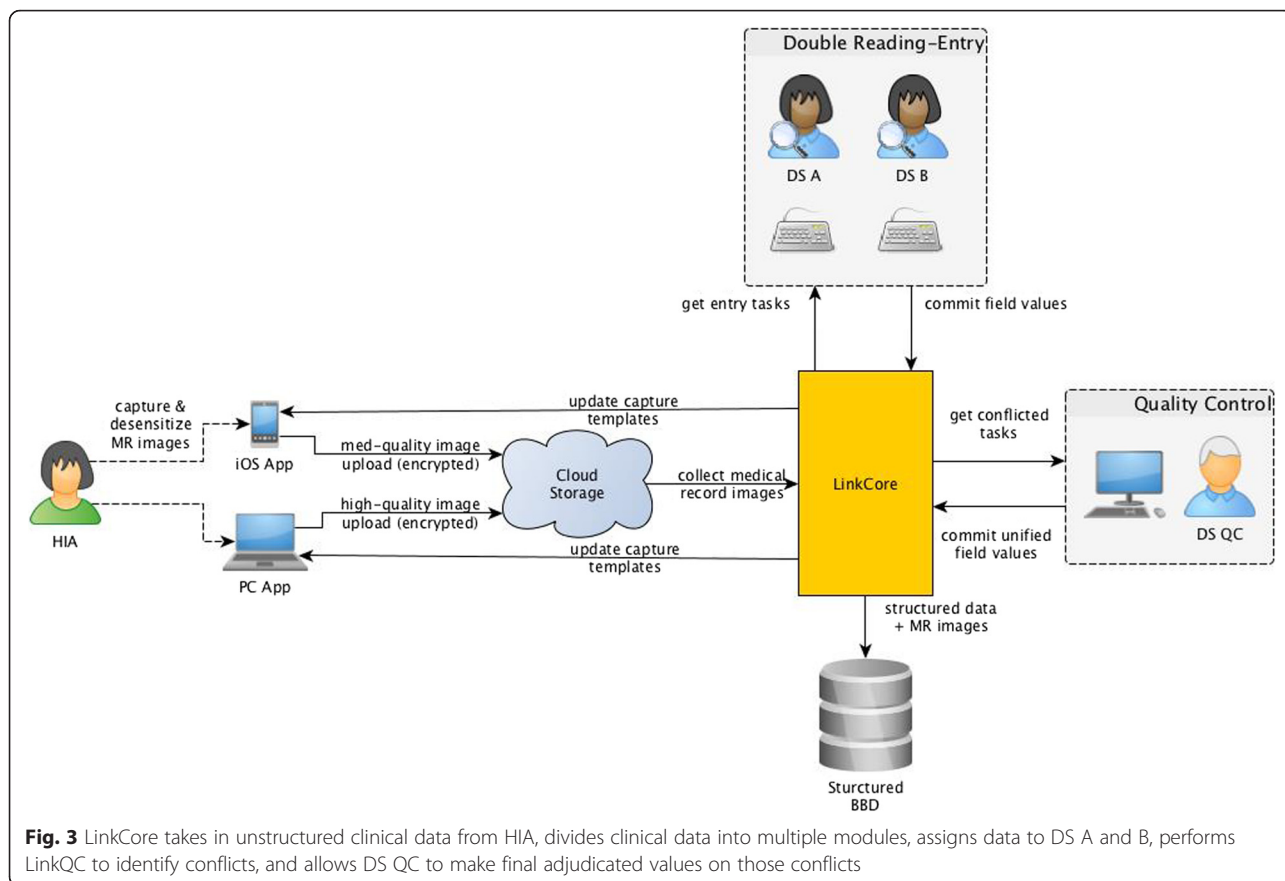 Double Reading-Entry
DS A
DS B
get entry tasks
commit field values
capture &
desensitize
MR images
iOS App
update capture
templates
med-quality image
upload (encrypted)
Cloud
Storage
collect medical
record images
LinkCore
get conflicted
tasks
Quality Control
DS QC
commit unified
field values
HIA
high-quality image
upload (encrypted)
PC App
update capture
templates
structured data
+ MR images
Sturctured
BBD
Fig. 3 LinkCore takes in unstructured clinical data from HIA, divides clinical data into multiple modules, assigns data to DS A and B, performs
LinkQC to identify conflicts, and allows DS QC to make final adjudicated values on those conflicts